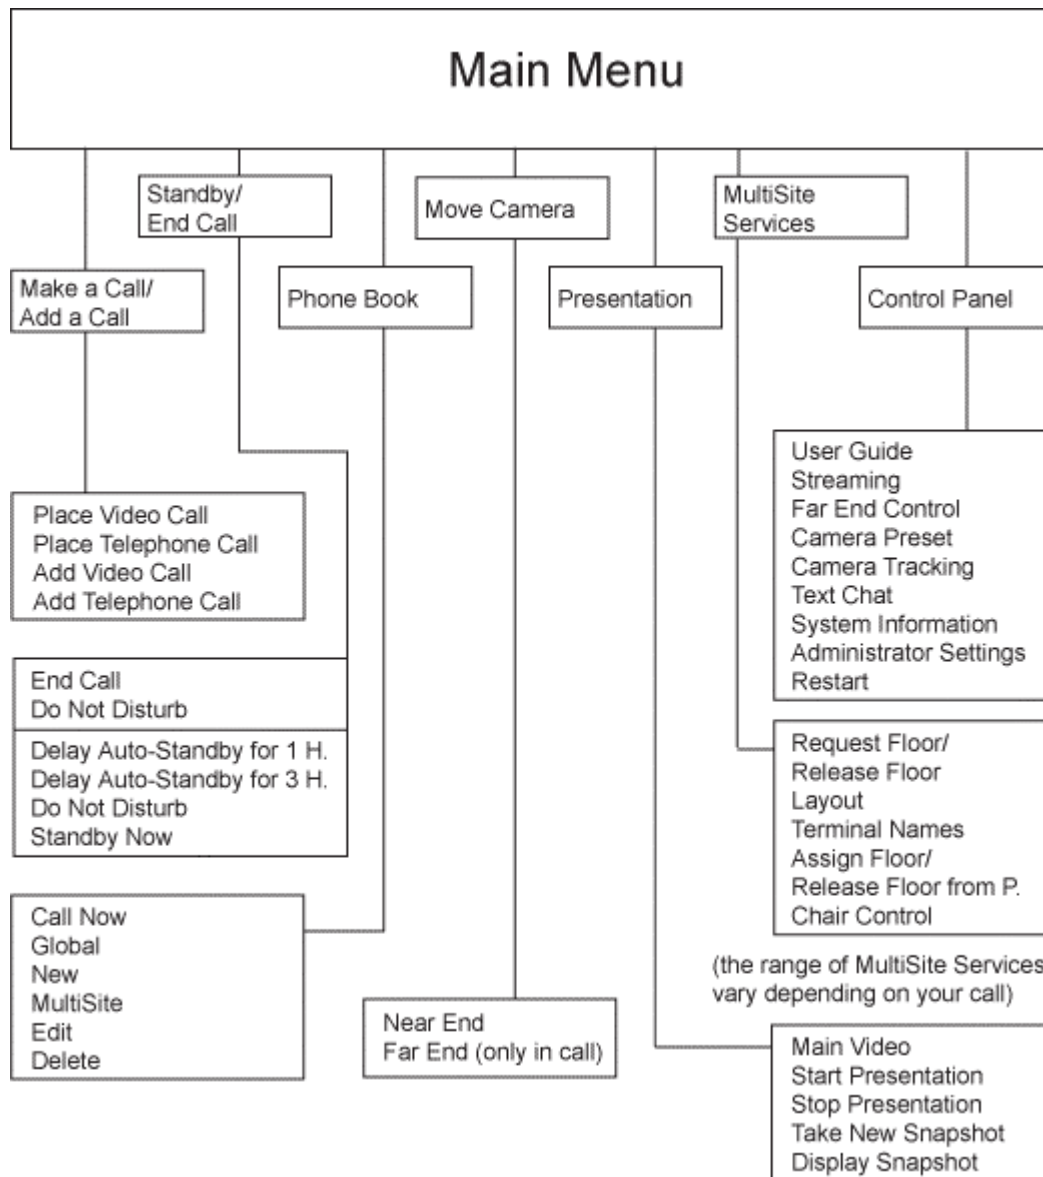 Main Menu
Standby/
End Call
Move Camera
MultiSite
Services
Make a Call/
Add a Call
Phone Book
Presentation
Control Panel
User Guide
Streaming
Far End Control
Camera Preset
Camera Tracking
Text Chat
System Information
Administrator Settings
Restart
Place Video Call
Place Telephone Call
Add Video Call
Add Telephone Call
End Call
Do Not Disturb
Delay Auto-Standby for 1 H.
Delay Auto-Standby for 3 H.
Do Not Disturb
Standby Now
Request Floor/
Release Floor
Layout
Terminal Names
Assign Floor/
Release Floor from P.
Chair Control
(the range of MultiSite Services
vary depending on your call)
Call Now
Global
New
MultiSite
Edit
Delete
Near End
Far End (only in call)
Main Video
Start Presentation
Stop Presentation
Take New Snapshot
Display Snapshot